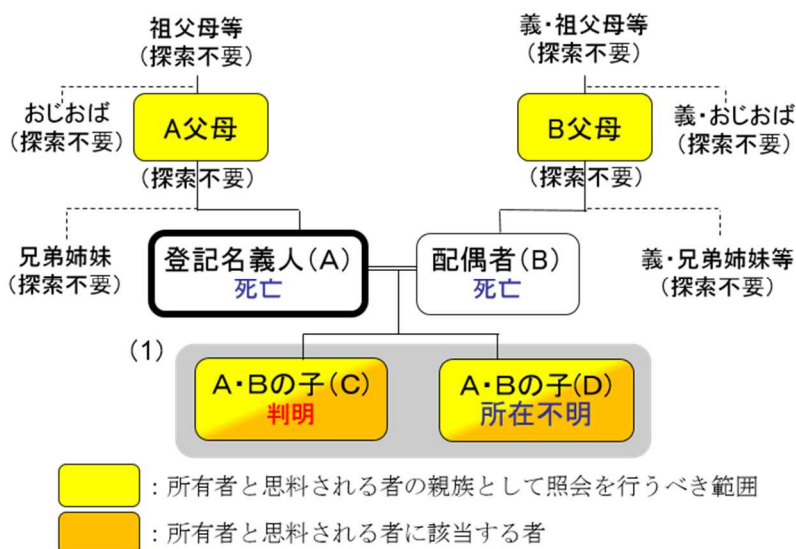 祖父母等
(探索不要)
義・祖父母等
(探索不要)
おじおば
(探索不要)
A父母
B父母
義・おじおば
(探索不要)
(探索不要)
(探索不要)
兄弟姉妹
(探索不要)
登記名義人(A)
死亡
配偶者(B)
死亡
義・兄弟姉妹等
(探索不要)
(1)
A・Bの子(C)
判明
A・Bの子(D)
所在不明
:所有者と思料される者の親族として照会を行うべき範囲
:所有者と思料される者に該当する者